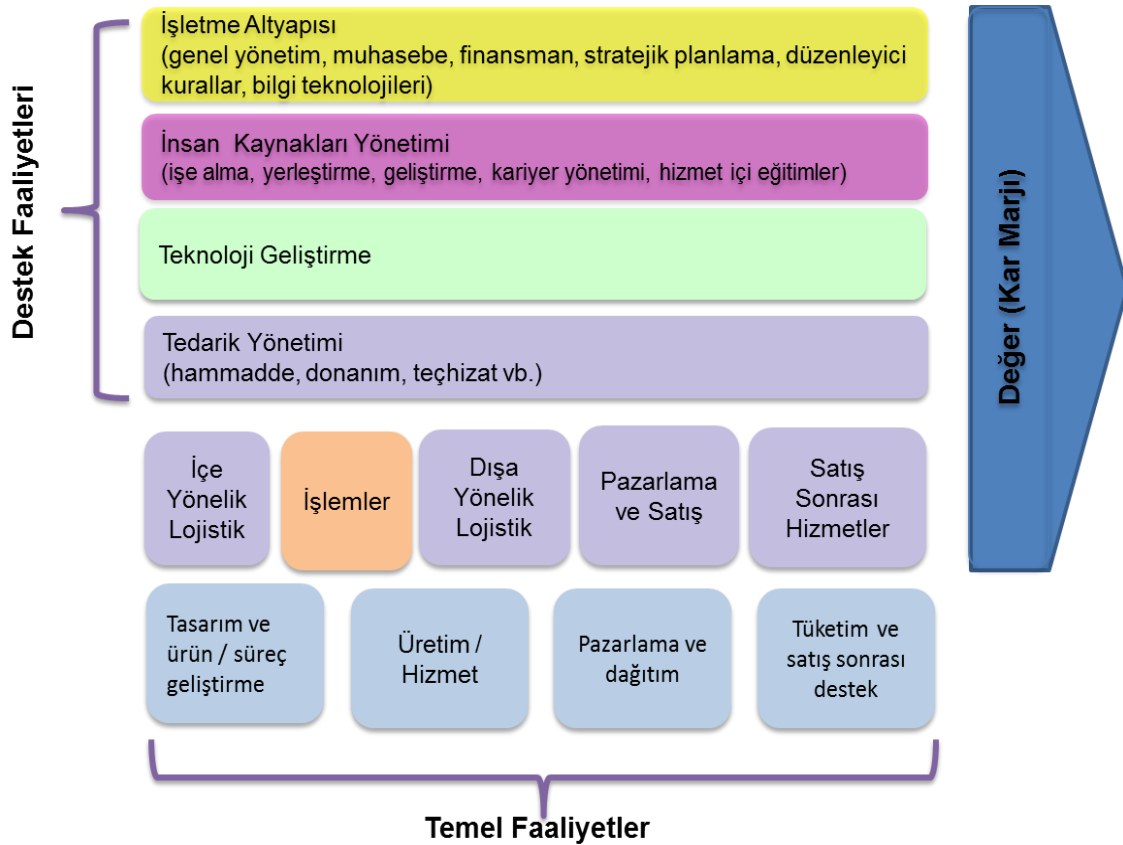 Destek Faaliyetleri
İşletme Altyapısı
(genel yönetim, muhasebe, finansman, stratejik planlama, düzenleyici
kurallar, bilgi teknolojileri)
İnsan Kaynakları Yönetimi
(işe alma, yerleştirme, geliştirme, kariyer yönetimi, hizmet içi eğitimler)
Teknoloji Geliştirme
Tedarik Yönetimi
(hammadde, donanım, teçhizat vb.)
Değer (Kar Marjı)
İçe
Yönelik
Lojistik
İşlemler
Dışa
Yönelik
Lojistik
Pazarlama
ve Satış
Satış
Sonrası
Hizmetler
Tasarım ve
ürün / süreç
geliştirme
Üretim /
Hizmet
Pazarlama ve
dağıtım
Tüketim ve
satış sonrası
destek
Temel Faaliyetler